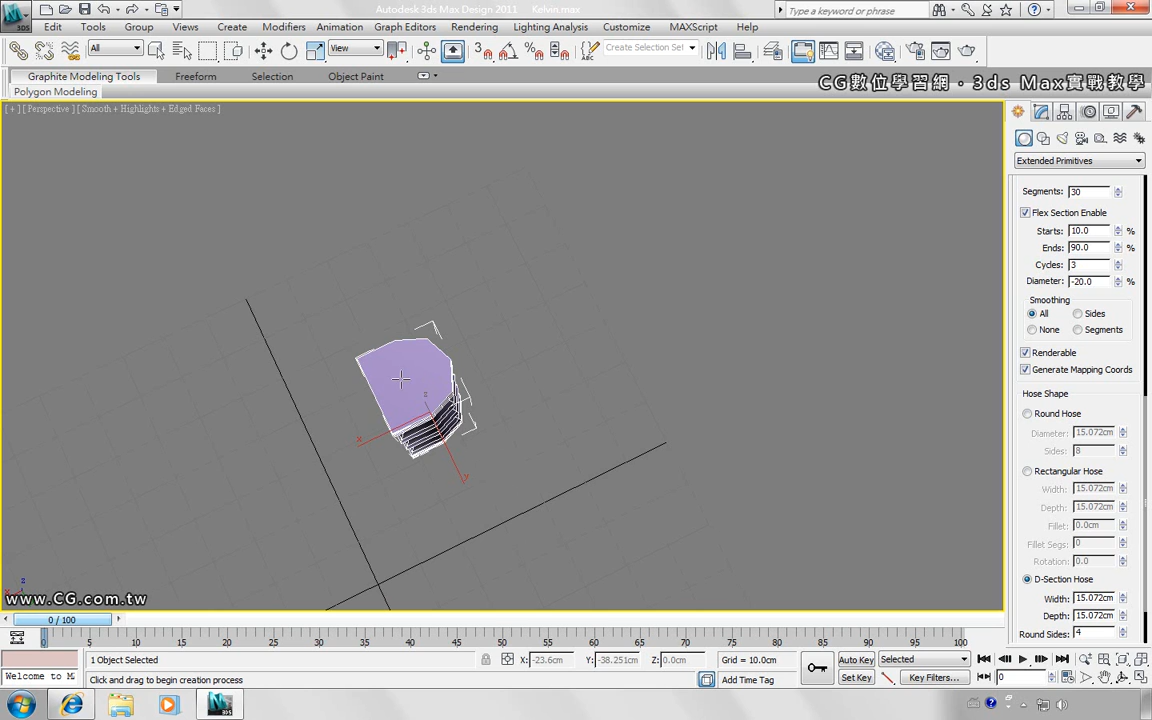 Autodesk 3ds Max Design 2011 Kelvin.max
Type a keyword or phrase
3DS
Edit Tools Group Views Create Modifiers Animation Graph Editors Rendering Lighting Analysis Customize MAXScript Help
All View Create Selection Se
Graphite Modeling Tools Freeform Selection Object Paint
CG數位學習網・3ds Max實戰教學
Polygon Modeling
[ + ] [ Perspective ] [ Smooth + Highlights + Edged Faces ]
Extended Primitives
Segments: 30
Flex Section Enable
Starts: 10.0 %
Ends: 90.0 %
Cycles: 3
Diameter: -20.0 %
Smoothing
All Sides
None Segments
Renderable
Generate Mapping Coords
Hose Shape
Round Hose
Diameter: 15.072cm
Sides: 8
Rectangular Hose
Width: 15.072cm
Depth: 15.072cm
Fillet: 0.0cm
Fillet Segs: 0
Rotation: 0.0
D-Section Hose
Width: 15.072cm
Depth: 15.072cm
Round Sides: 4
z
x
y
z
www.CG.com.tw
0 / 100
0 5 10 15 20 25 30 35 40 45 50 55 60 65 70 75 80 85 90 95 100
1 Object Selected X: -23.6cm Y: -38.251cm Z: 0.0cm Grid = 10.0cm Auto Key Selected
Welcome to M Click and drag to begin creation process Add Time Tag Set Key Key Filters... 0